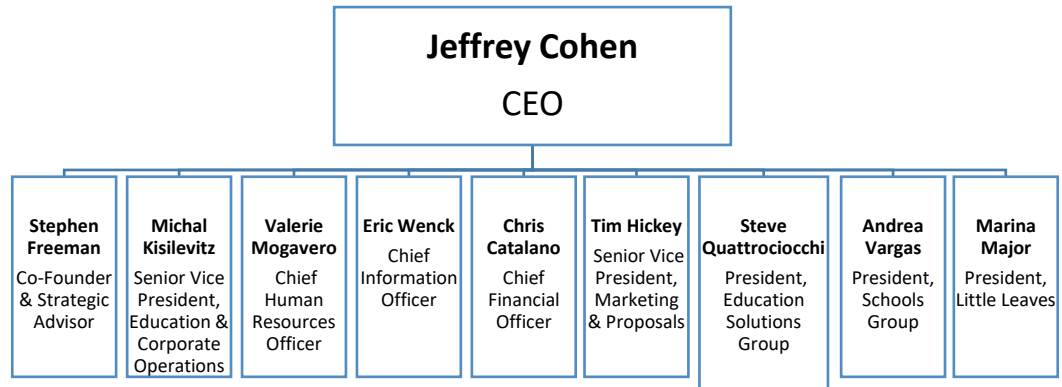 Jeffrey Cohen
CEO
Stephen
Freeman
Co-Founder
& Strategic
Advisor
Michal
Kisilevitz
Senior Vice
President,
Education &
Corporate
Operations
Valerie
Mogavero
Chief
Human
Resources
Officer
Eric Wenck
Chief
Information
Officer
Chris
Catalano
Chief
Financial
Officer
Tim Hickey
Senior Vice
President,
Marketing
& Proposals
Steve
Quattrociocchi
President,
Education
Solutions
Group
Andrea
Vargas
President,
Schools
Group
Marina
Major
President,
Little Leaves